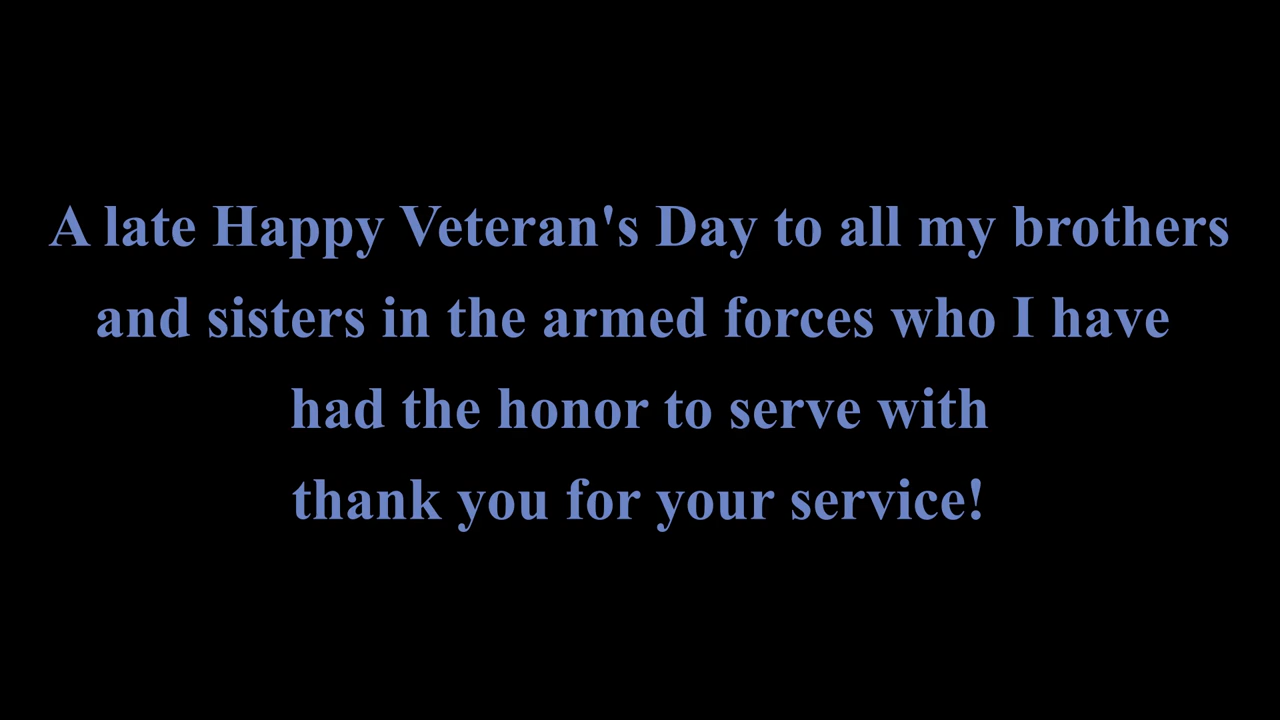 A late Happy Veteran's Day to all my brothers
and sisters in the armed forces who I have
had the honor to serve with
thank you for your service!